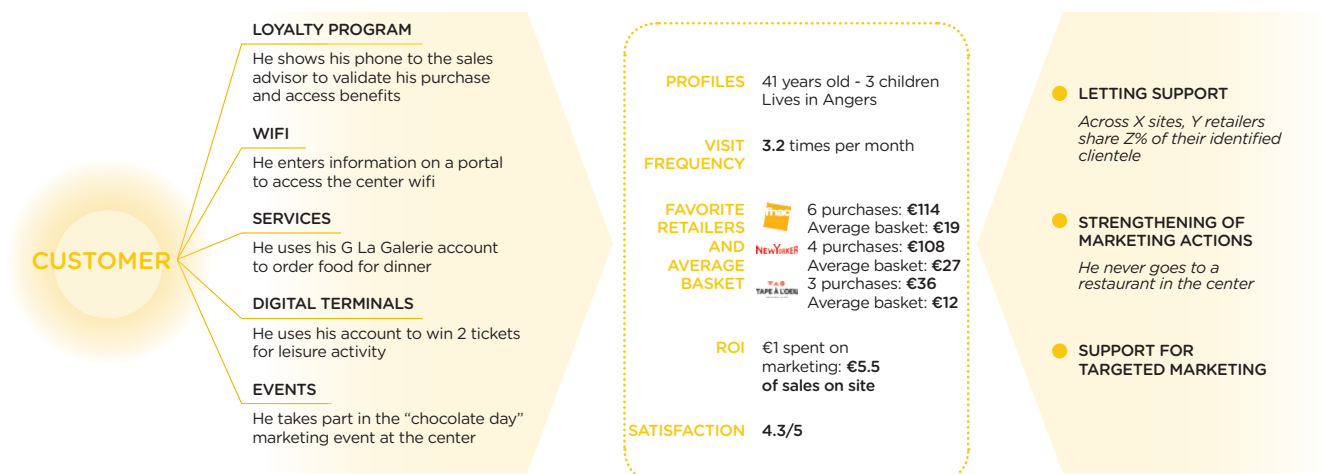 CUSTOMER
LOYALTY PROGRAM
He shows his phone to the sales
advisor to validate his purchase
and access benefits
WIFI
He enters information on a portal
to access the center wifi
SERVICES
He uses his G La Galerie account
to order food for dinner
DIGITAL TERMINALS
He uses his account to win 2 tickets
for leisure activity
EVENTS
He takes part in the “chocolate day”
marketing event at the center
PROFILES
41 years old - 3 children
Lives in Angers
VISIT
FREQUENCY
3.2 times per month
FAVORITE
RETAILERS
AND
AVERAGE
BASKET
fnac
6 purchases: €114
Average basket: €19
NEWYORKER
4 purchases: €108
Average basket: €27
TAPE À L'OEIL
3 purchases: €36
Average basket: €12
ROI
€1 spent on
marketing: €5.5
of sales on site
SATISFACTION
4.3/5
LETTING SUPPORT
Across X sites, Y retailers
share Z% of their identified
clientele
STRENGTHENING OF
MARKETING ACTIONS
He never goes to a
restaurant in the center
SUPPORT FOR
TARGETED MARKETING